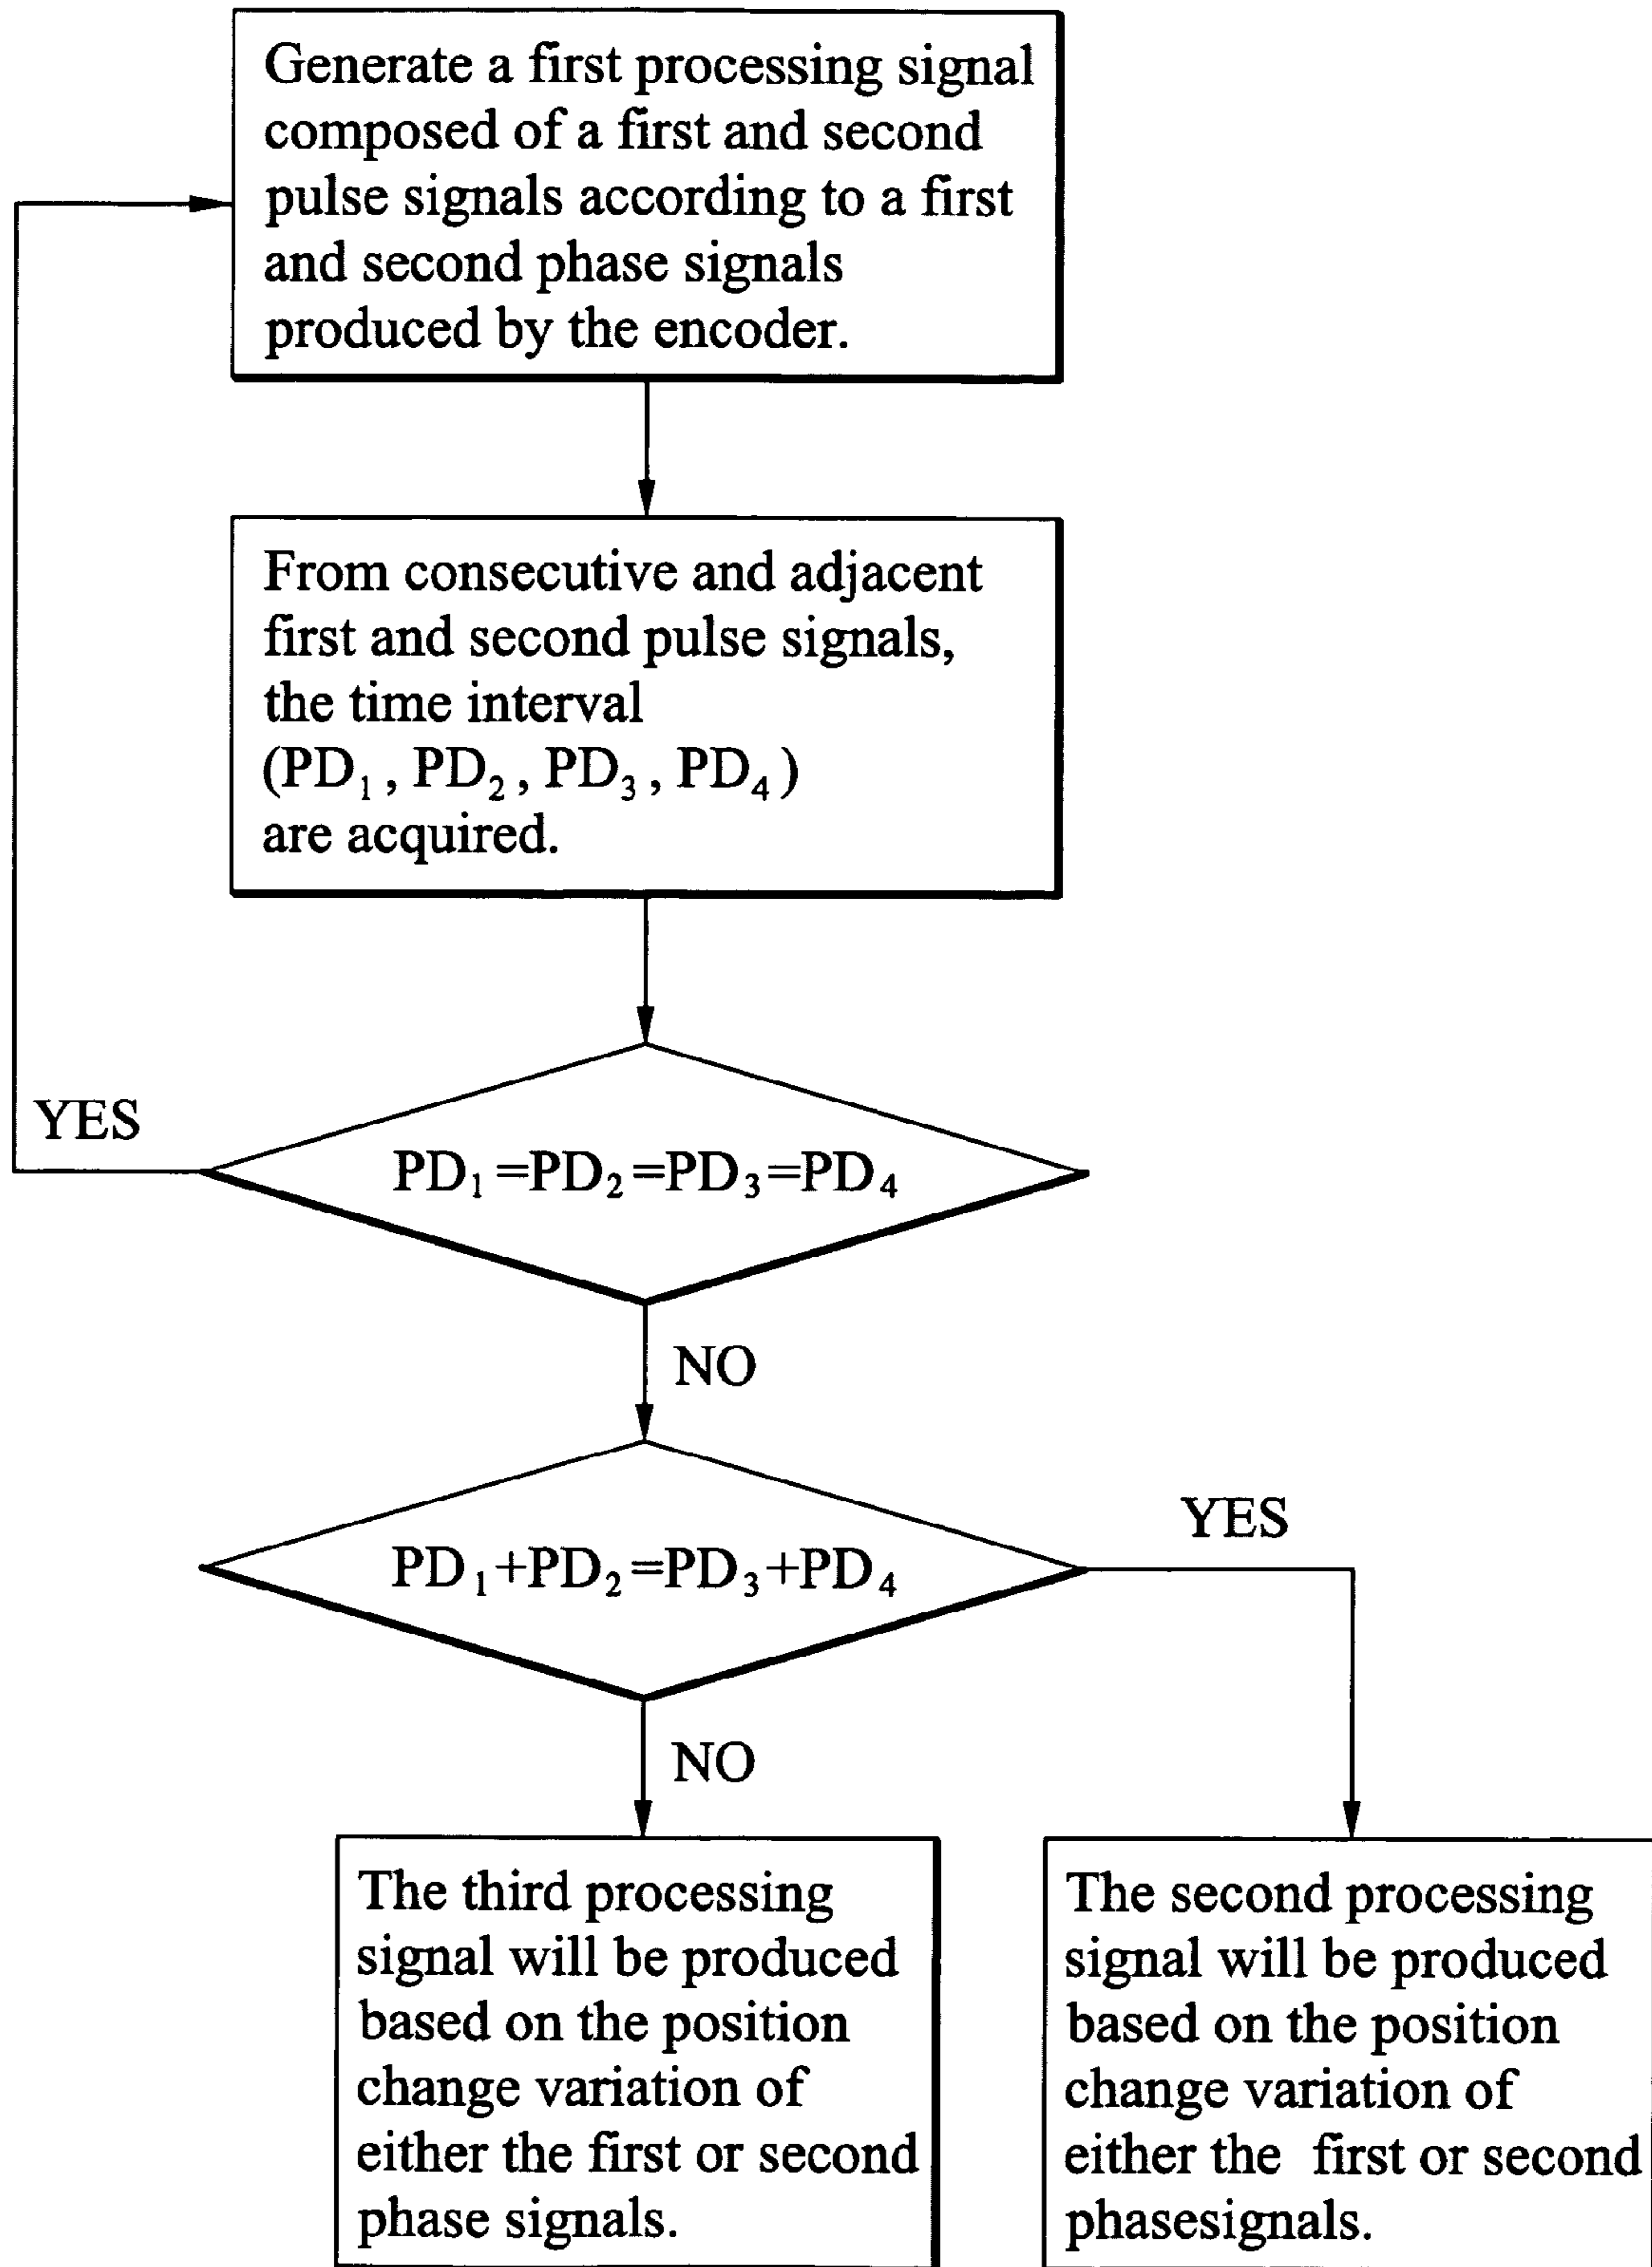 Generate a first processing signal
composed of a first and second
pulse signals according to a first
and second phase signals
produced by the encoder.
From consecutive and adjacent
first and second pulse signals,
the time interval
(PD₁, PD₂, PD₃, PD₄)
are acquired.
YES
PD₁=PD₂=PD₃=PD₄
NO
YES
PD₁+PD₂=PD₃+PD₄
NO
The third processing
signal will be produced
based on the position
change variation of
either the first or second
phase signals.
The second processing
signal will be produced
based on the position
change variation of
either the first or second
phasesignals.